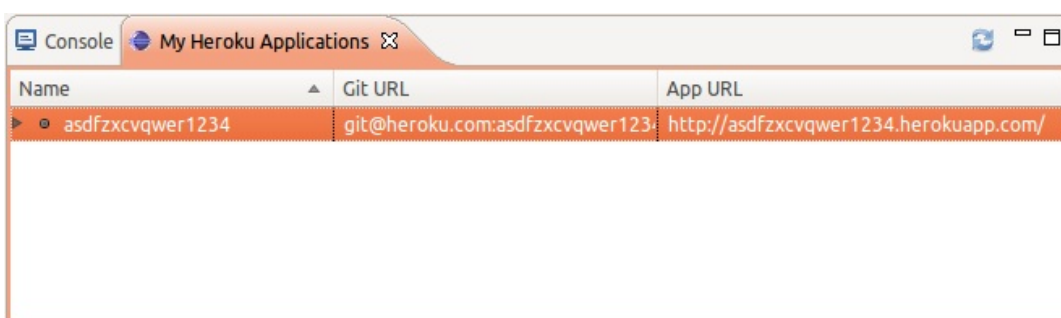 Console My Heroku Applications
Name Git URL App URL
asdfzxcvqwer1234 git@heroku.com:asdfzxcvqwer123 http://asdfzxcvqwer1234.herokuapp.com/